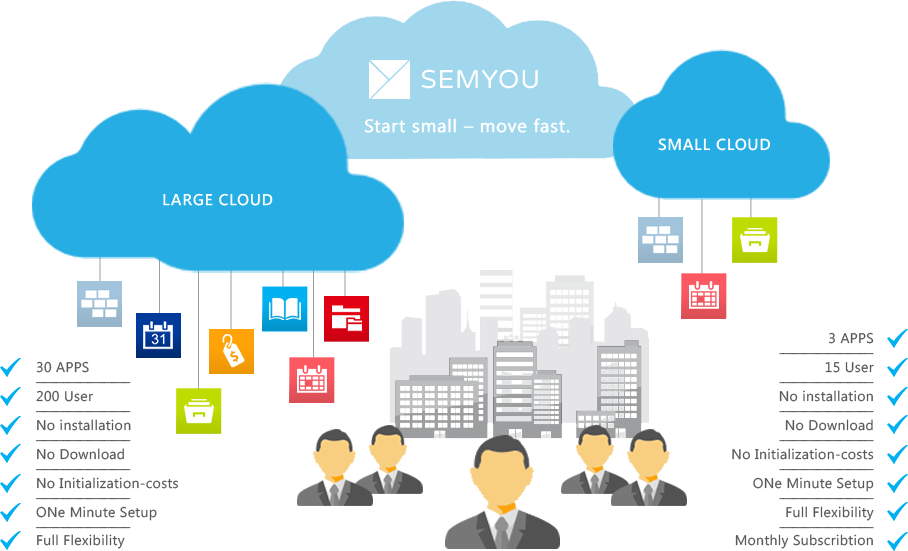 SEMYOU
Start small – move fast.
LARGE CLOUD
SMALL CLOUD
31
$
30 APPS
200 User
No installation
No Download
No Initialization-costs
ONe Minute Setup
Full Flexibility
3 APPS
15 User
No installation
No Download
No Initialization-costs
ONe Minute Setup
Full Flexibility
Monthly Subscribtion